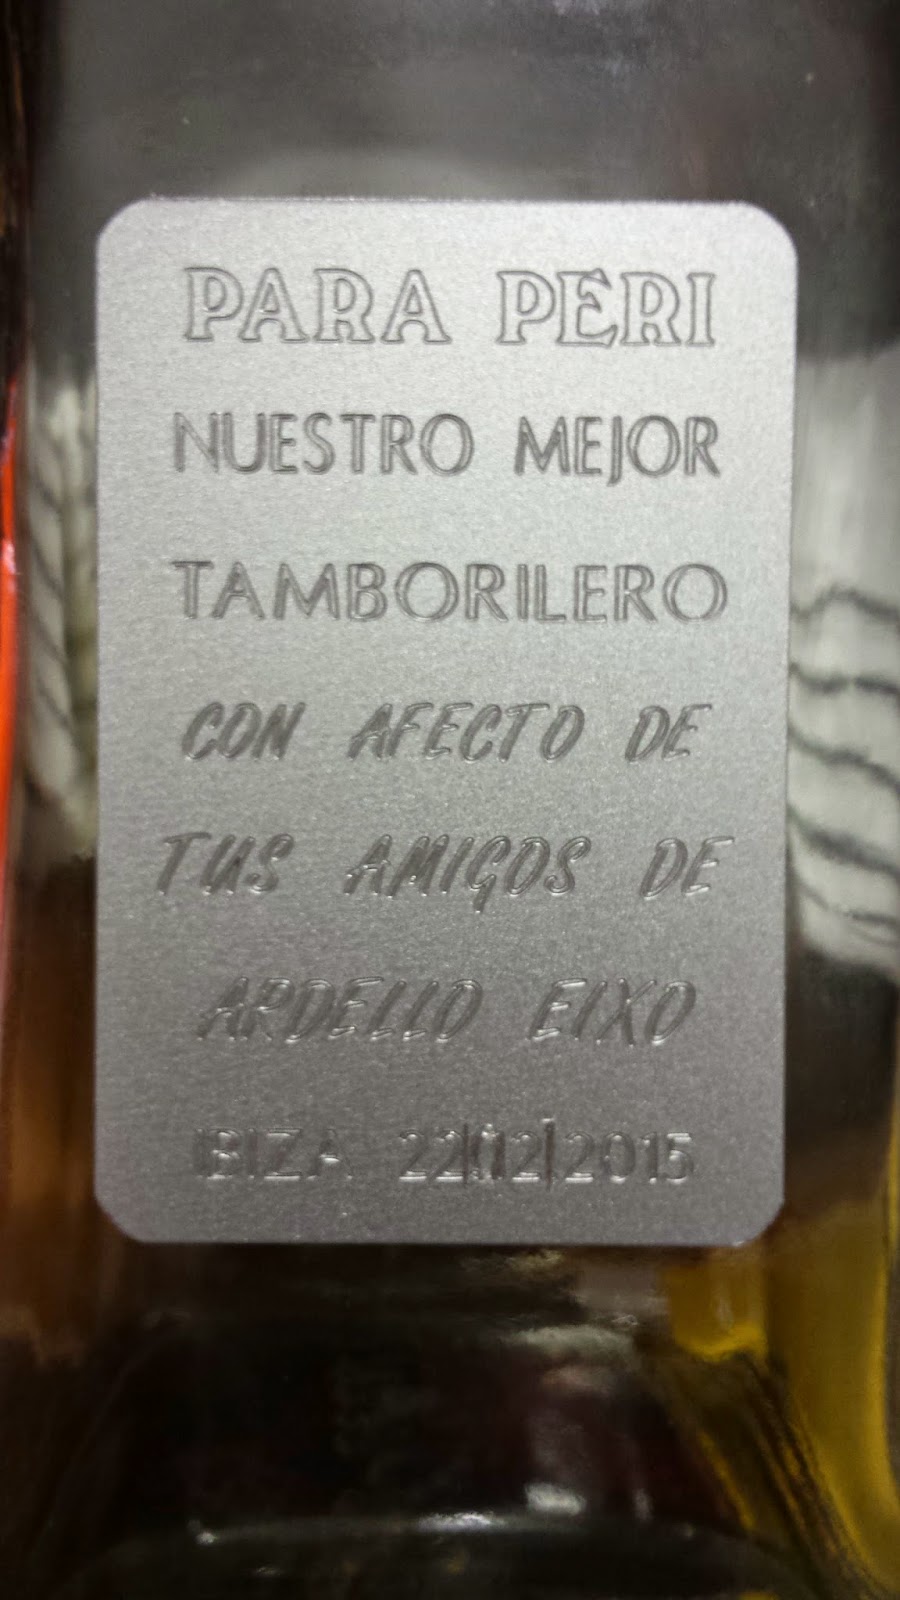 PARA PERI
NUESTRO MEJOR
TAMBORILERO
CON AFECTO DE
TUS AMIGOS DE
ARDELLO EIXO
IBIZA 22|02|2015